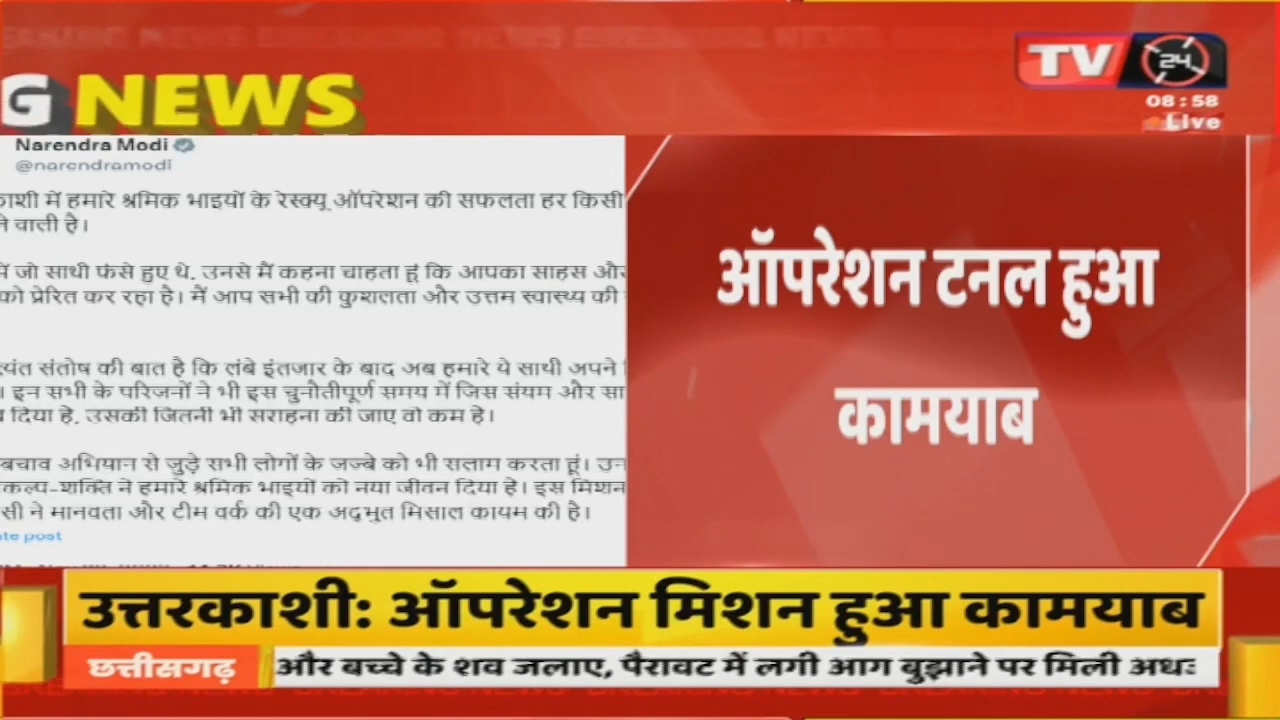 G NEWS
TV 24
08:58
Live
Narendra Modi
@narendramodi
काशी में हमारे श्रमिक भाइयों के रेस्क्यू ऑपरेशन की सफलता हर किसी
वाली है।
में जो साथी फंसे हुए थे, उनसे मैं कहना चाहता हूं कि आपका साहस और
को प्रेरित कर रहा है। मैं आप सभी की कुशलता और उत्तम स्वास्थ्य की
संतोष की बात है कि लंबे इंतजार के बाद अब हमारे ये साथी अपने
। इन सभी के परिजनों ने भी इस चुनौतीपूर्ण समय में जिस संयम और
दिया है, उसकी जितनी भी सराहना की जाए वो कम है।
बचाव अभियान से जुड़े सभी लोगों के जज्बे को भी सलाम करता हूं।
कल्प-शक्ति ने हमारे श्रमिक भाइयों को नया जीवन दिया है। इस मिशन
सी ने मानवता और टीम वर्क की एक अद्भुत मिसाल कायम की है।
te post
ऑपरेशन टनल हुआ
कामयाब
उत्तरकाशी: ऑपरेशन मिशन हुआ कामयाब
छत्तीसगढ़
और बच्चे के शव जलाए, पैरावट में लगी आग बुझाने पर मिली